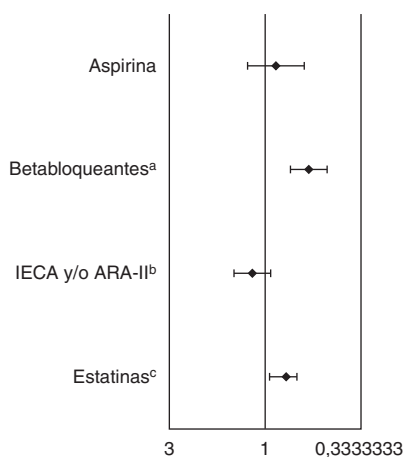 Aspirina
Betabloqueantesa
IECA y/o ARA-IIb
Estatinasc
3 1 0,3333333